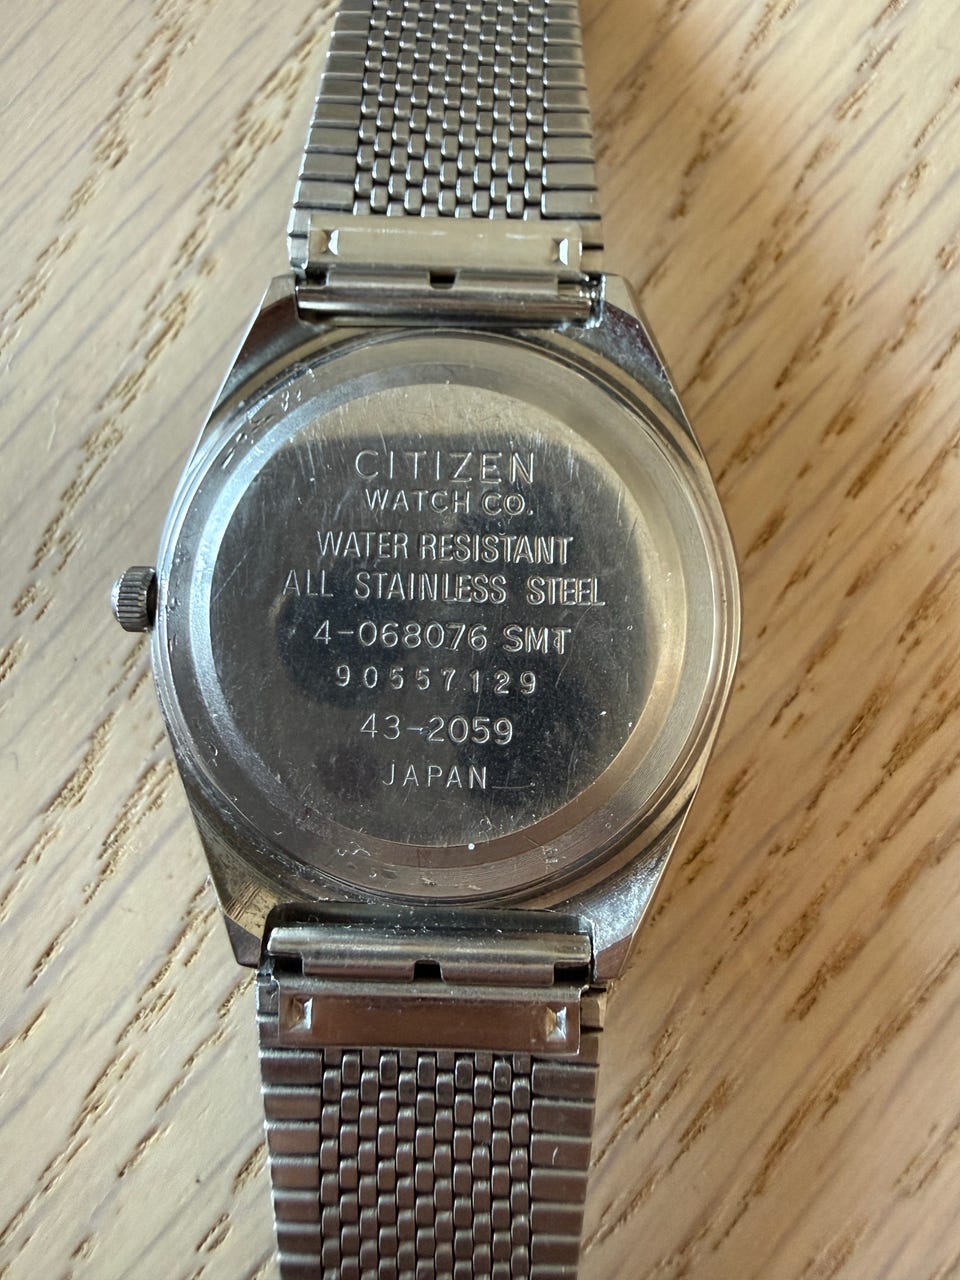 CITIZEN
WATCH CO.
WATER RESISTANT
ALL STAINLESS STEEL
4-068076 SMT
90557129
43-2059
JAPAN